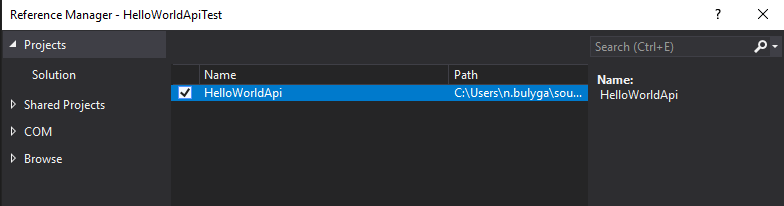 Reference Manager - HelloWorldApiTest
? ×
Projects
Search (Ctrl+E)
Solution
Name Path
Name:
HelloWorldApi C:\Users\n.bulyga\sou...
HelloWorldApi
Shared Projects
COM
Browse